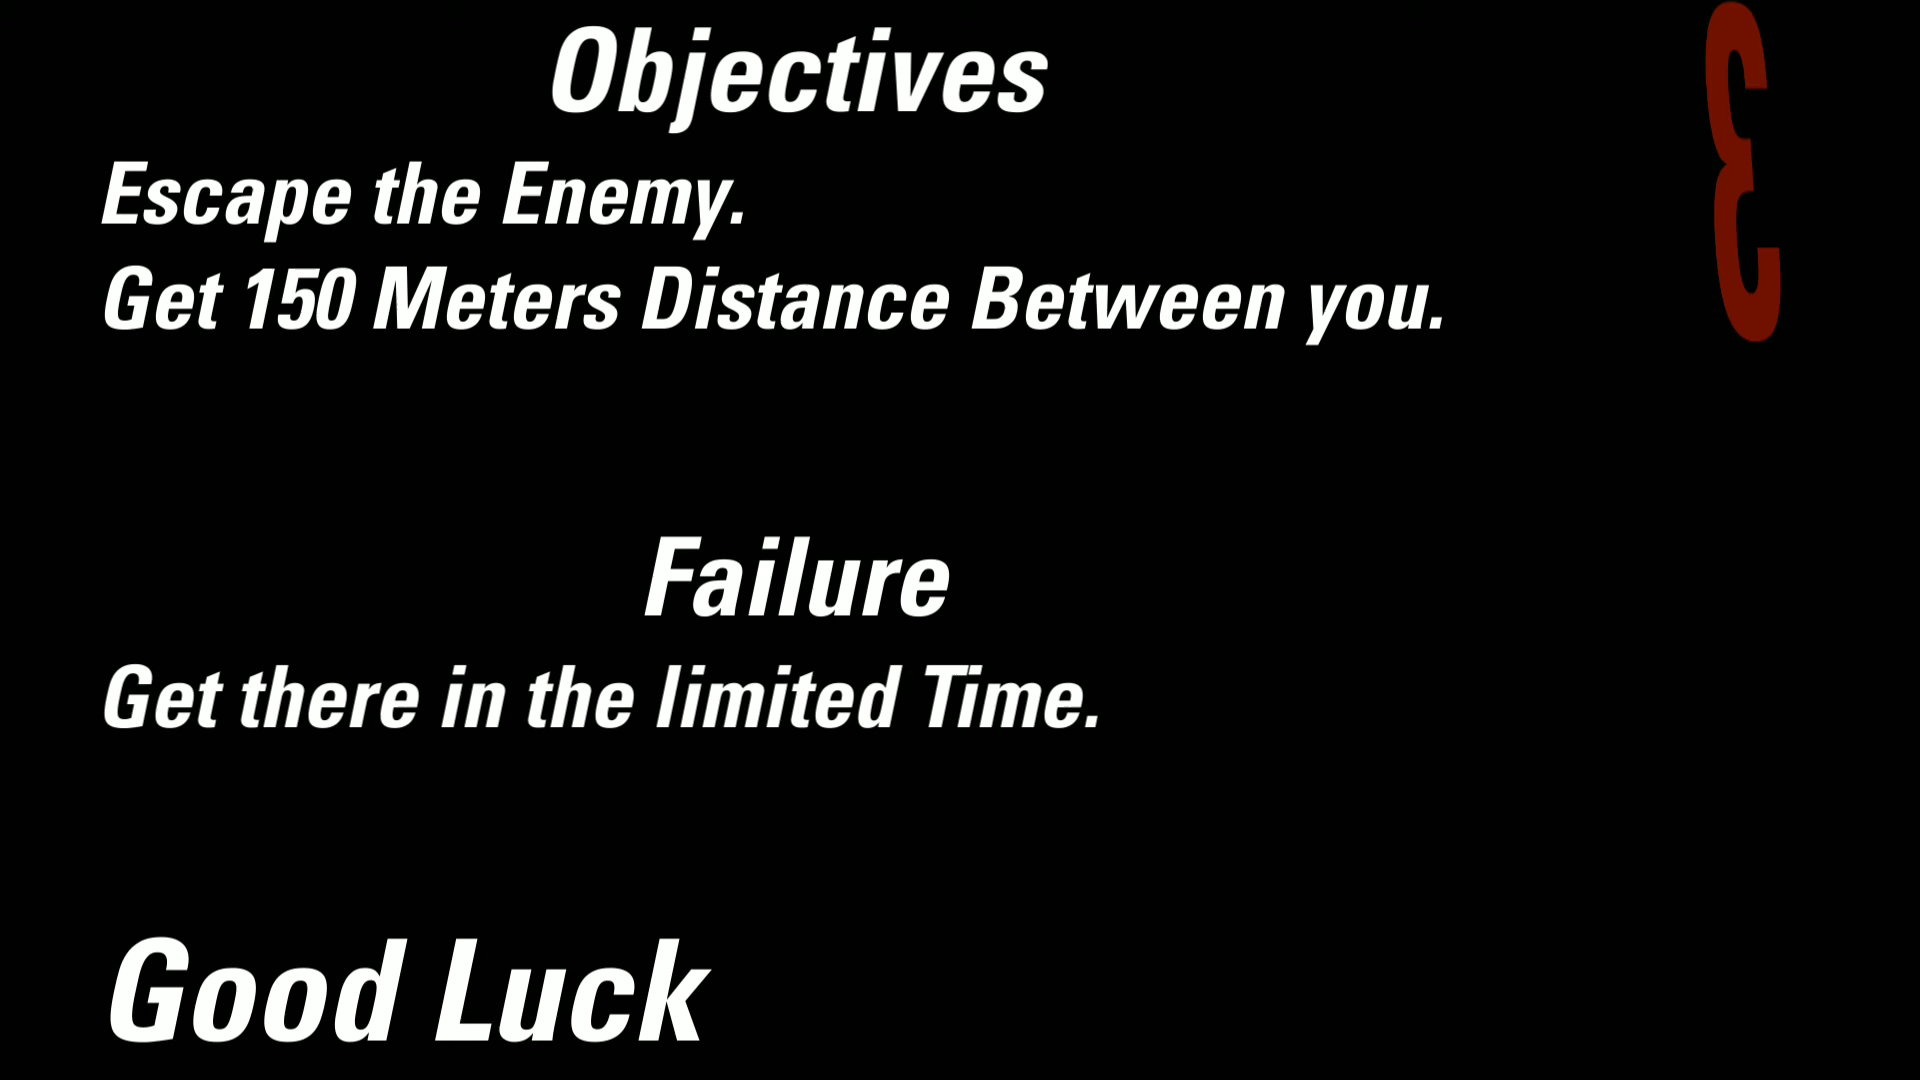 Objectives
3
Escape the Enemy.
Get 150 Meters Distance Between you.
Failure
Get there in the limited Time.
Good Luck